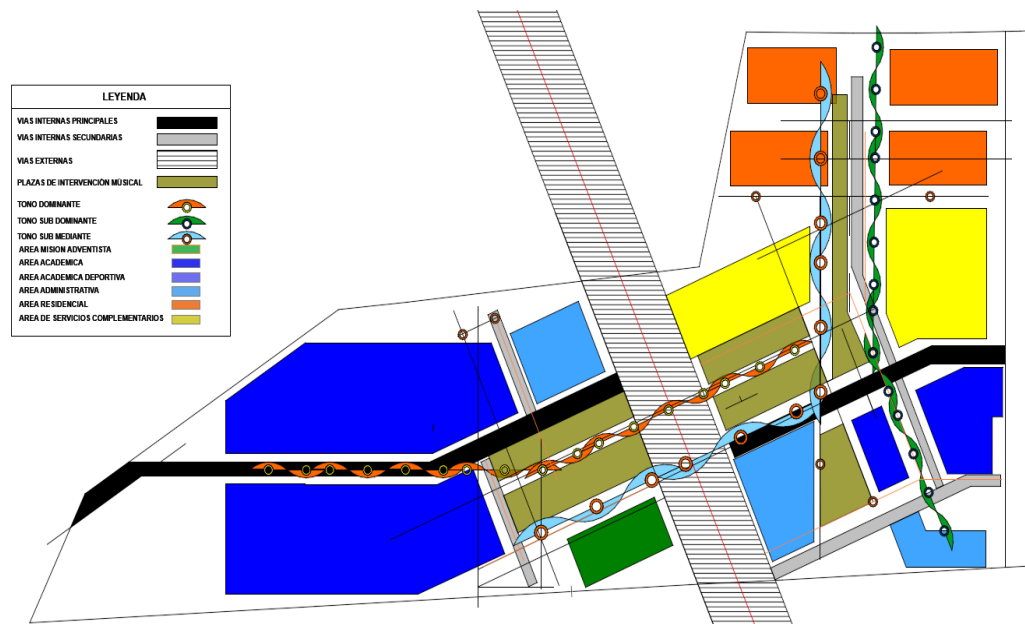 LEYENDA
VIAS INTERNAS PRINCIPALES
VIAS INTERNAS SECUNDARIAS
VIAS EXTERNAS
PLAZAS DE INTERVENCIÓN MÚSICAL
TONO DOMINANTE
TONO SUB DOMINANTE
TONO SUB MEDIANTE
AREA MISION ADVENTISTA
AREA ACADEMICA
AREA ACADEMICA DEPORTIVA
AREA ADMINISTRATIVA
AREA RESIDENCIAL
AREA DE SERVICIOS COMPLEMENTARIOS